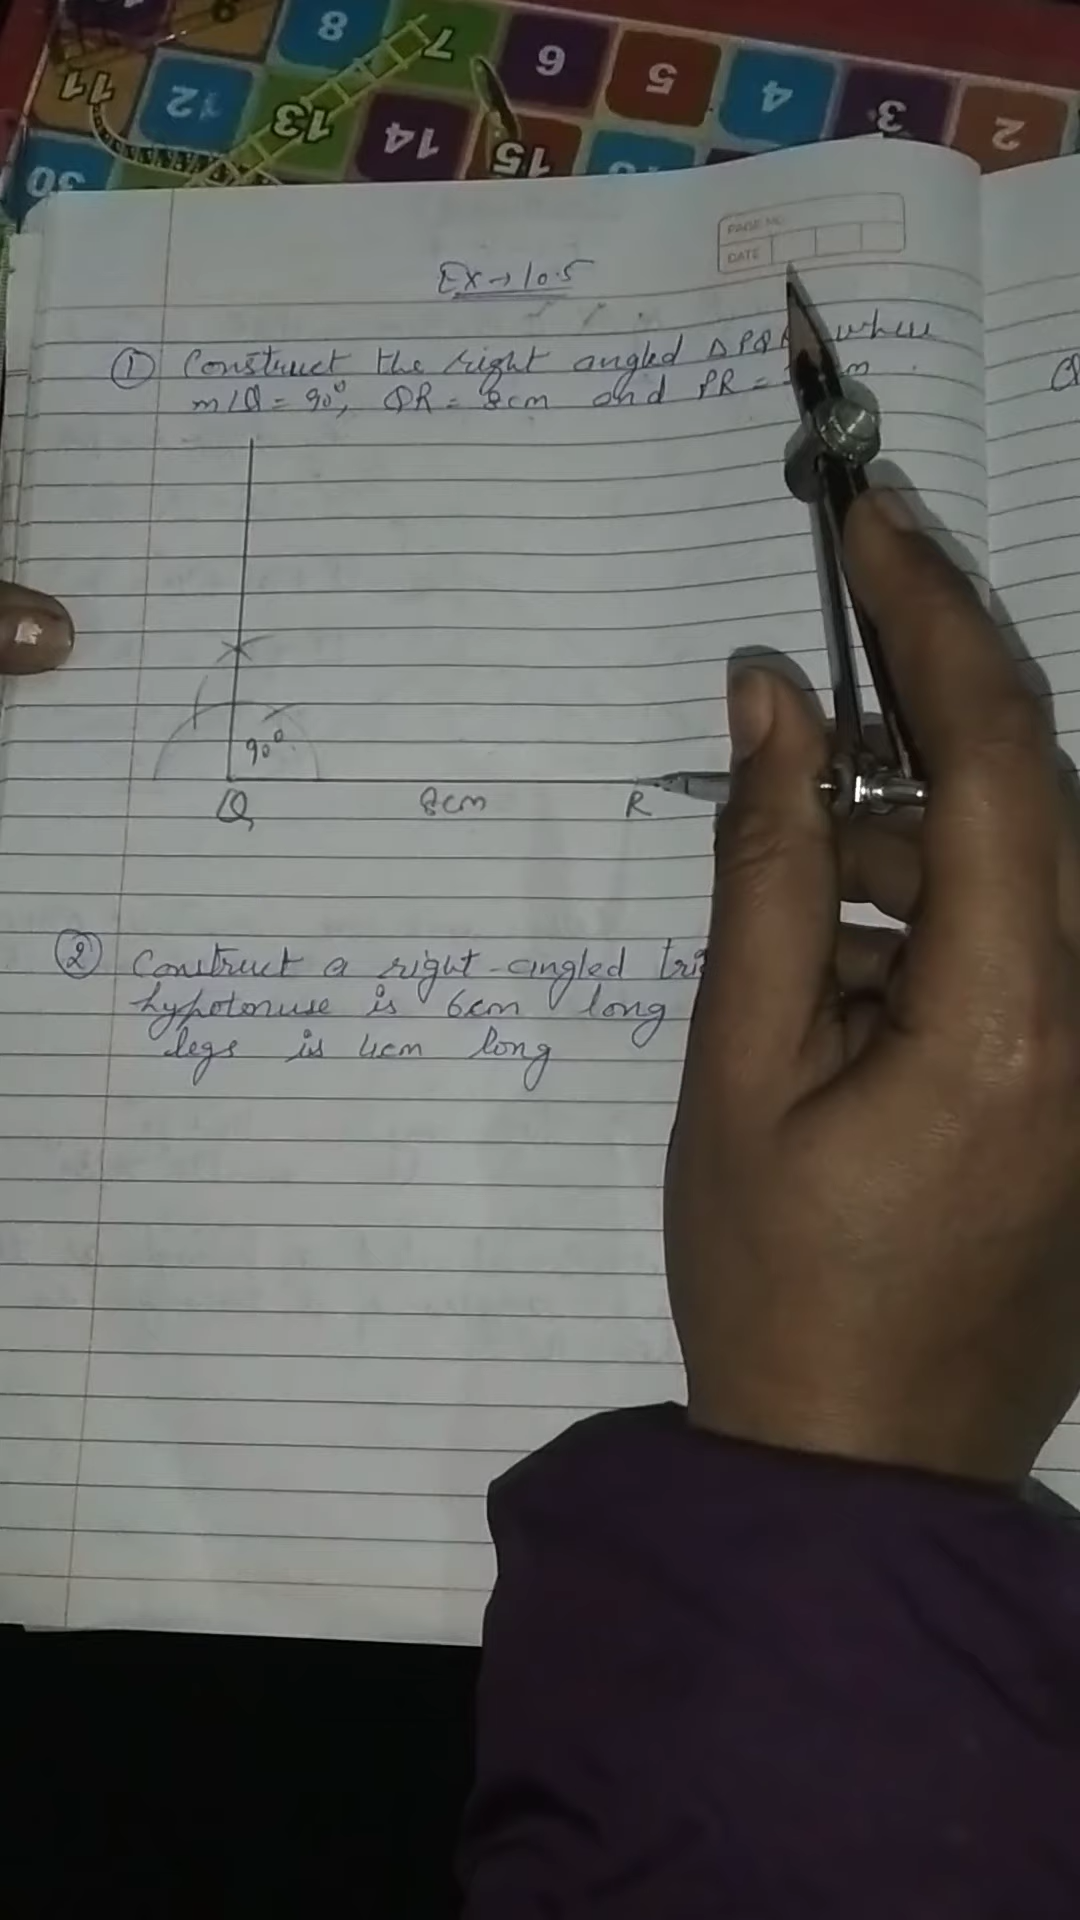 8 7 6 5 4 3 2
11 12 13 14 15
30
PAGE NO.
DATE
Ex → 10.5
① Construct the right angled △PQ where
m∠Q = 90°, QR = 8cm and PR = m
90°
Q 8cm R
② Construct a right-angled
hypotenuse is 6cm long
legs is 4cm long